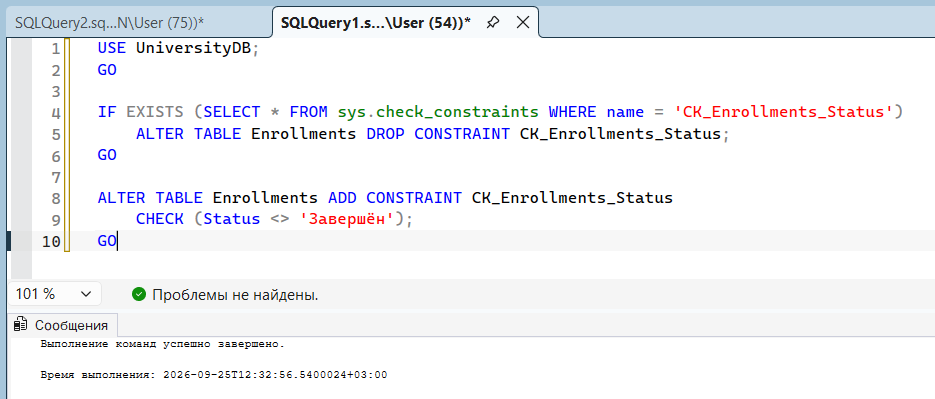 SQLQuery2.sq...N\User (75))*
SQLQuery1.s...\User (54))*
1 USE UniversityDB;
2 GO
3
4 IF EXISTS (SELECT * FROM sys.check_constraints WHERE name = 'CK_Enrollments_Status')
5 ALTER TABLE Enrollments DROP CONSTRAINT CK_Enrollments_Status;
6 GO
7
8 ALTER TABLE Enrollments ADD CONSTRAINT CK_Enrollments_Status
9 CHECK (Status <> 'Завершён');
10 GO
101 %
Проблемы не найдены.
Сообщения
Выполнение команд успешно завершено.
Время выполнения: 2026-09-25T12:32:56.5400024+03:00